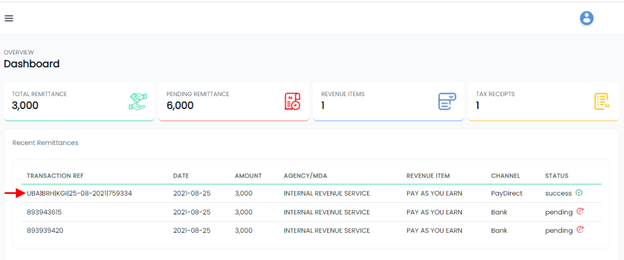 OVERVIEW
Dashboard
TOTAL REMITTANCE
3,000
PENDING REMITTANCE
6,000
REVENUE ITEMS
1
TAX RECEIPTS
1
Recent Remittances
TRANSACTION REF DATE AMOUNT AGENCY/MDA REVENUE ITEM CHANNEL STATUS
UBA|BRH|KGI|25-08-2021|759334 2021-08-25 3,000 INTERNAL REVENUE SERVICE PAY AS YOU EARN PayDirect success
893943615 2021-08-25 3,000 INTERNAL REVENUE SERVICE PAY AS YOU EARN Bank pending
893939420 2021-08-25 3,000 INTERNAL REVENUE SERVICE PAY AS YOU EARN Bank pending